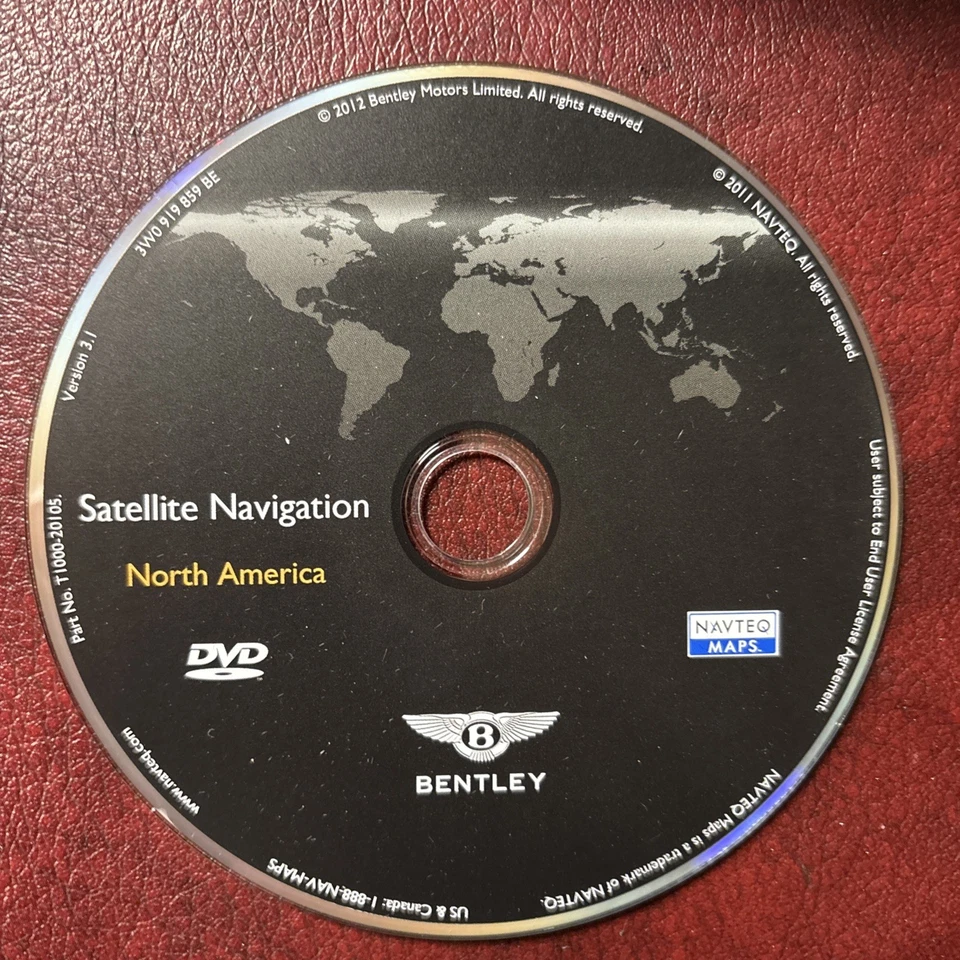 © 2012 Bentley Motors Limited. All rights reserved.
© 2011 NAVTEQ. All rights reserved.
3W0 919 859 BE
Version 3.1
Satellite Navigation
Part No. T1000-20105.
North America
User subject to End User License Agreement.
NAVTEQ
MAPS
DVD
B
BENTLEY
www.navteq.com
NAVTEQ Maps is a trademark of NAVTEQ.
US & Canada: 1-888-NAV-MAPS